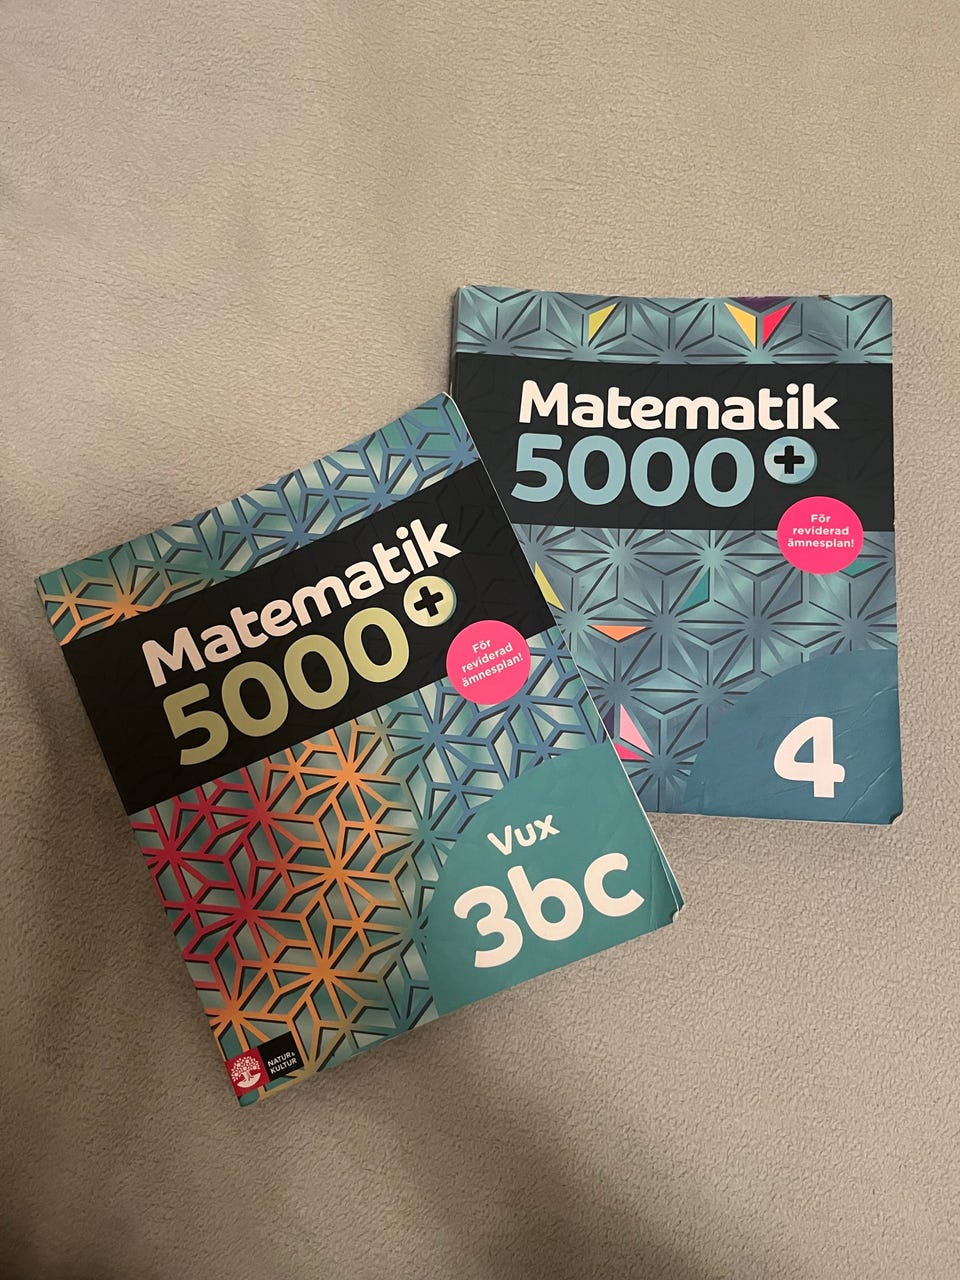 Matematik
5000+
För
reviderad
ämnesplan!
4
Matematik
5000+
För
reviderad
ämnesplan!
Vux
3bc
NATUR &
KULTUR